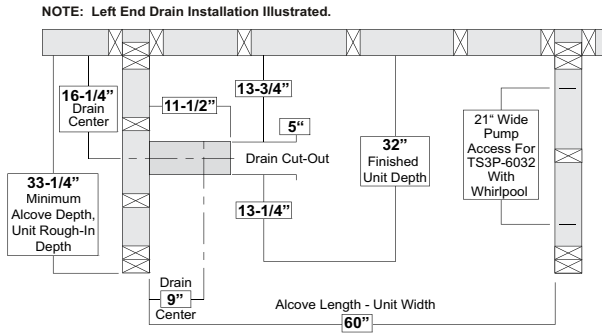 NOTE: Left End Drain Installation Illustrated.
16-1/4”
Drain
Center
11-1/2”
13-3/4”
5“
Drain Cut-Out
32”
Finished
Unit Depth
21“ Wide
Pump
Access For
TS3P-6032
With
Whirlpool
33-1/4”
Minimum
Alcove Depth,
Unit Rough-In
Depth
13-1/4”
Drain
9”
Center
Alcove Length - Unit Width
60”